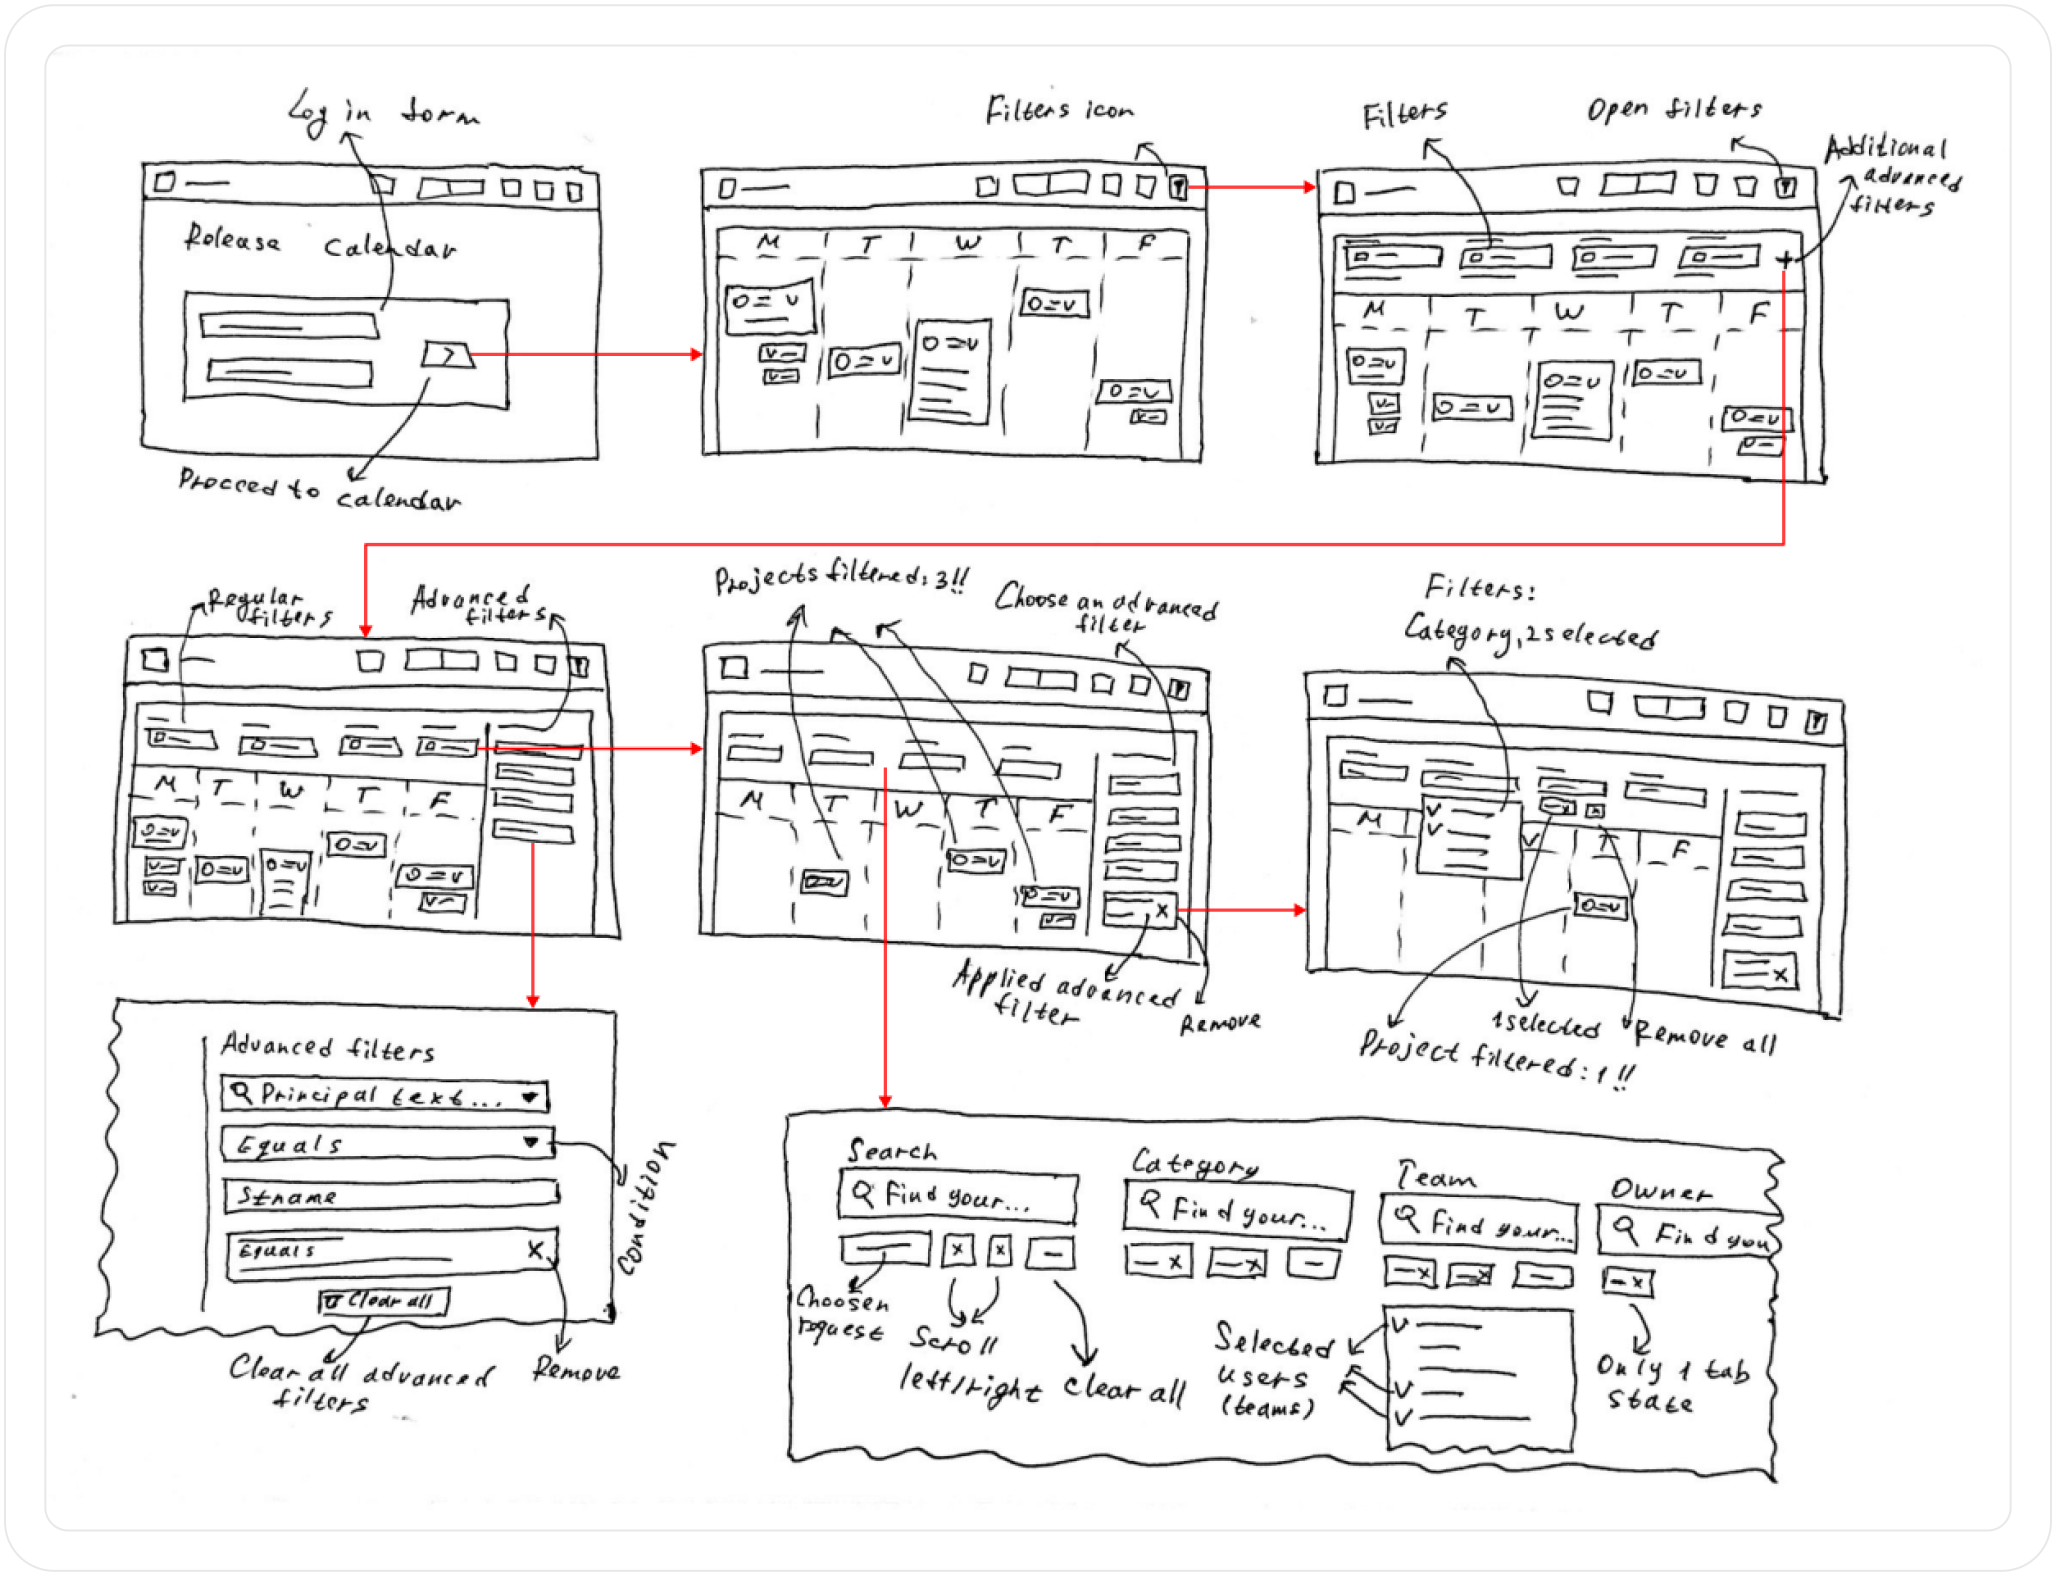 Log in form
Release Calendar
Procced to calendar
Filters icon
M T W T F
Filters
Open filters
Additional
advanced
filters
M T W T F
Regular
filters
Advanced
filters
M T W T F
Projects filtered: 3!!
Choose an advanced
filter
M T W T F
Applied advanced
filter
Remove
Filters:
Category, 2 selected
M T F
1 selected
Remove all
Project filtered: 1!!
Advanced filters
Principal text...
Equals
St name
Equals
Clear all
Condition
Clear all advanced
filters
Remove
Search
Find your...
Choosen
request
Scroll
left/right
Clear all
Category
Find your...
Team
Find your...
Selected
users
(teams)
Owner
Find you
Only 1 tab
state